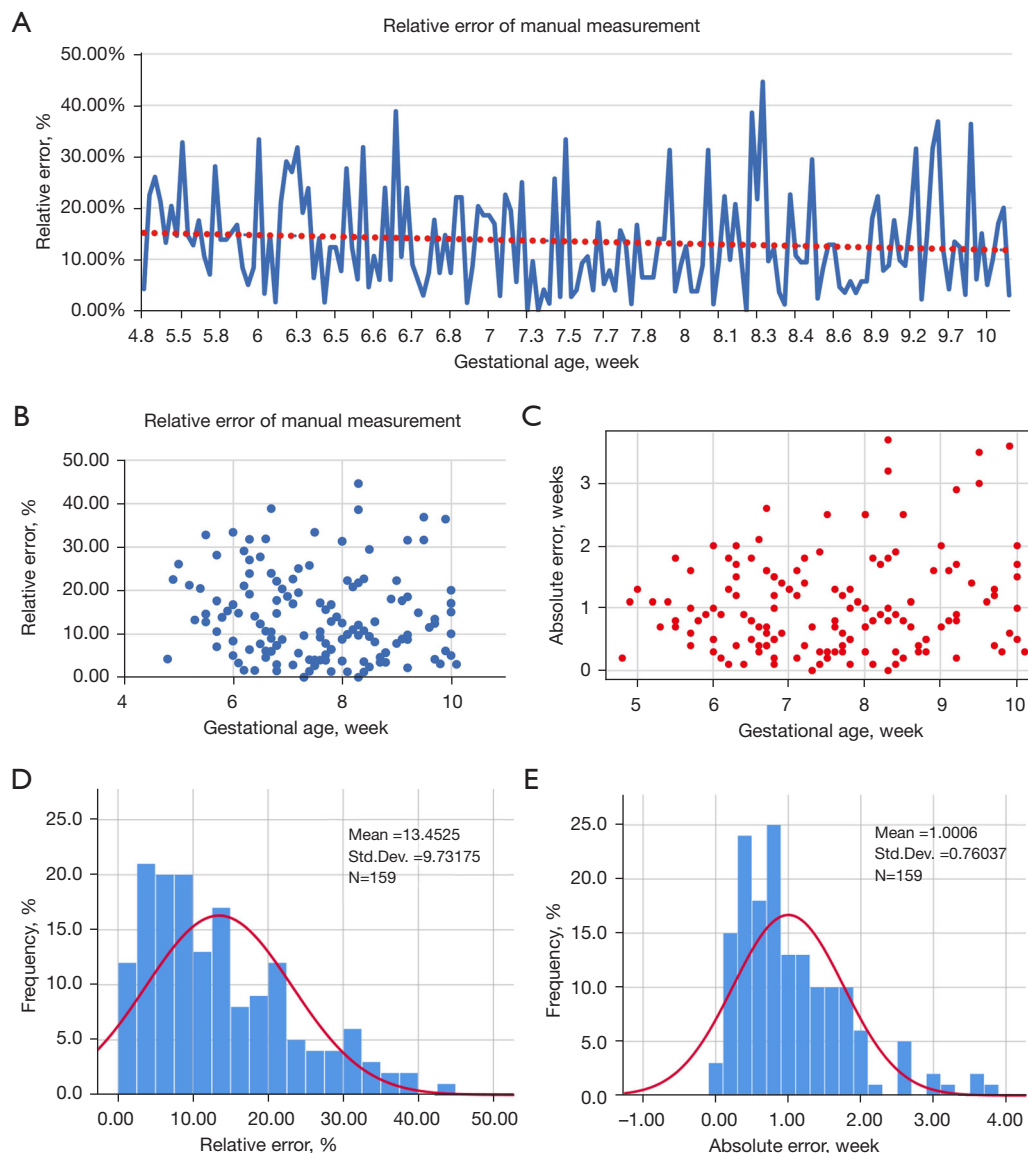 A
Relative error of manual measurement
50.00%
40.00%
30.00%
20.00%
10.00%
0.00%
Relative error, %
4.8 5.5 5.8 6 6.3 6.5 6.6 6.7 6.8 7 7.3 7.5 7.7 7.8 8 8.1 8.3 8.4 8.6 8.9 9.2 9.7 10
Gestational age, week
B
Relative error of manual measurement
50.00
40.00
30.00
20.00
10.00
0.00
Relative error, %
4 6 8 10
Gestational age, week
C
3
2
1
0
Absolute error, weeks
5 6 7 8 9 10
Gestational age, week
D
25.0
20.0
15.0
10.0
5.0
0.0
Frequency, %
Mean =13.4525
Std.Dev. =9.73175
N=159
0.00 10.00 20.00 30.00 40.00 50.00
Relative error, %
E
25.0
20.0
15.0
10.0
5.0
0.0
Frequency, %
Mean =1.0006
Std.Dev. =0.76037
N=159
–1.00 0.00 1.00 2.00 3.00 4.00
Absolute error, week